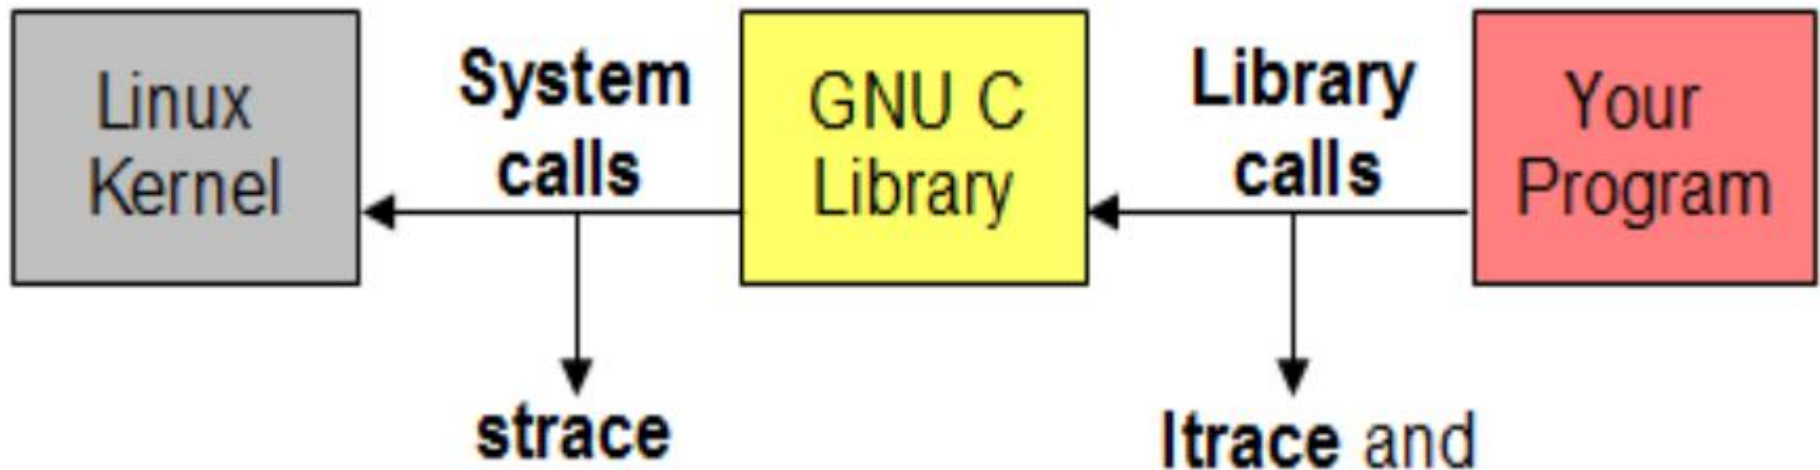 Linux
Kernel
System
calls
GNU C
Library
Library
calls
Your
Program
strace
ltrace and